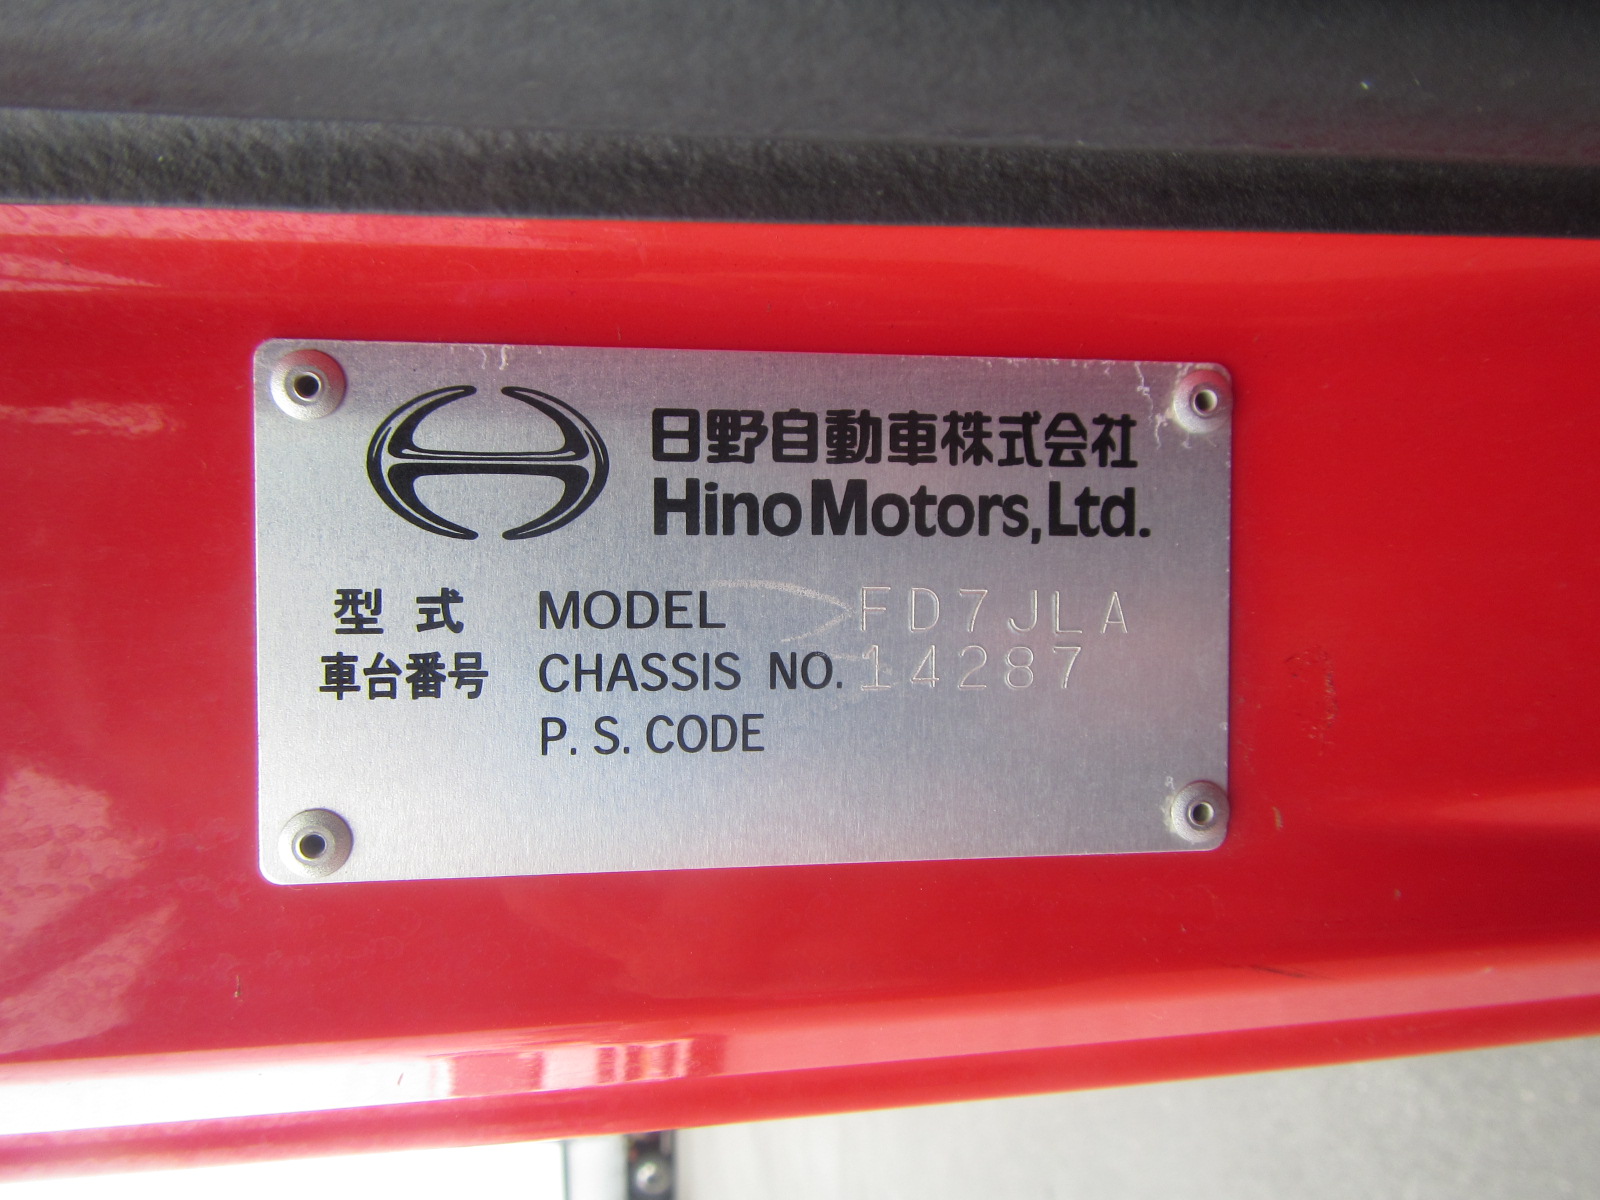 日野自動車株式会社
Hino Motors, Ltd.
型式 MODEL FD7JLA
車台番号 CHASSIS NO. 14287
P. S. CODE